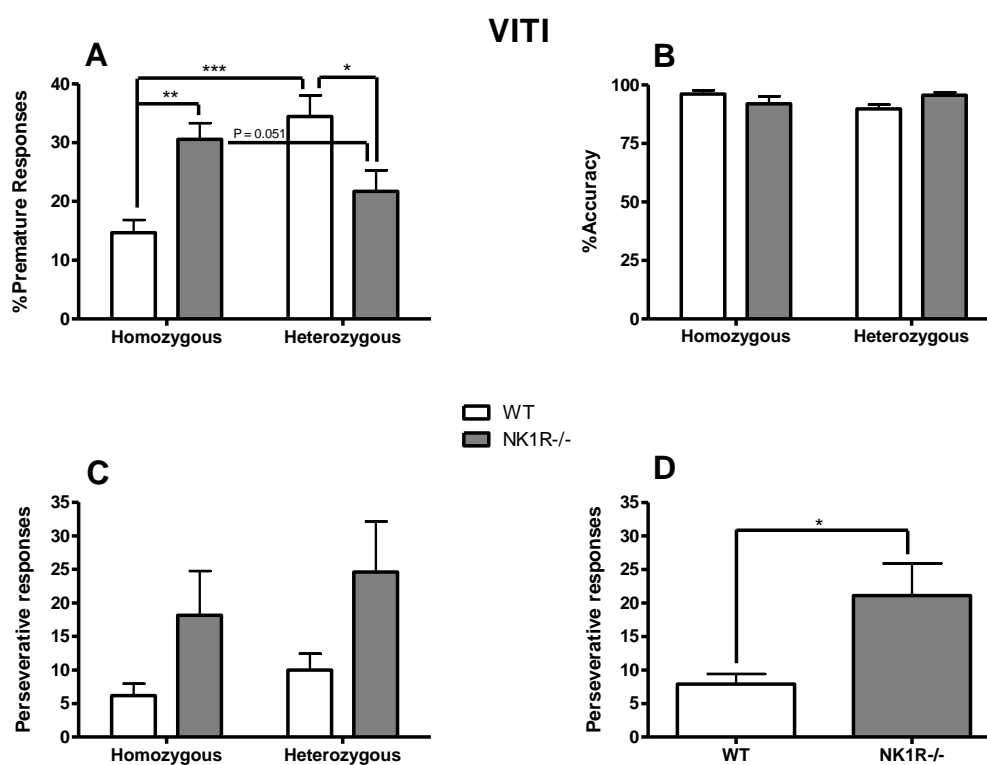 VITI
A
%Premature Responses
40
30
20
10
0
***
**
*
P = 0.051
Homozygous Heterozygous
B
%Accuracy
100
75
50
25
0
Homozygous Heterozygous
WT
NK1R-/-
C
Perseverative responses
35
30
25
20
15
10
5
0
Homozygous Heterozygous
D
Perseverative responses
35
30
25
20
15
10
5
0
*
WT NK1R-/-